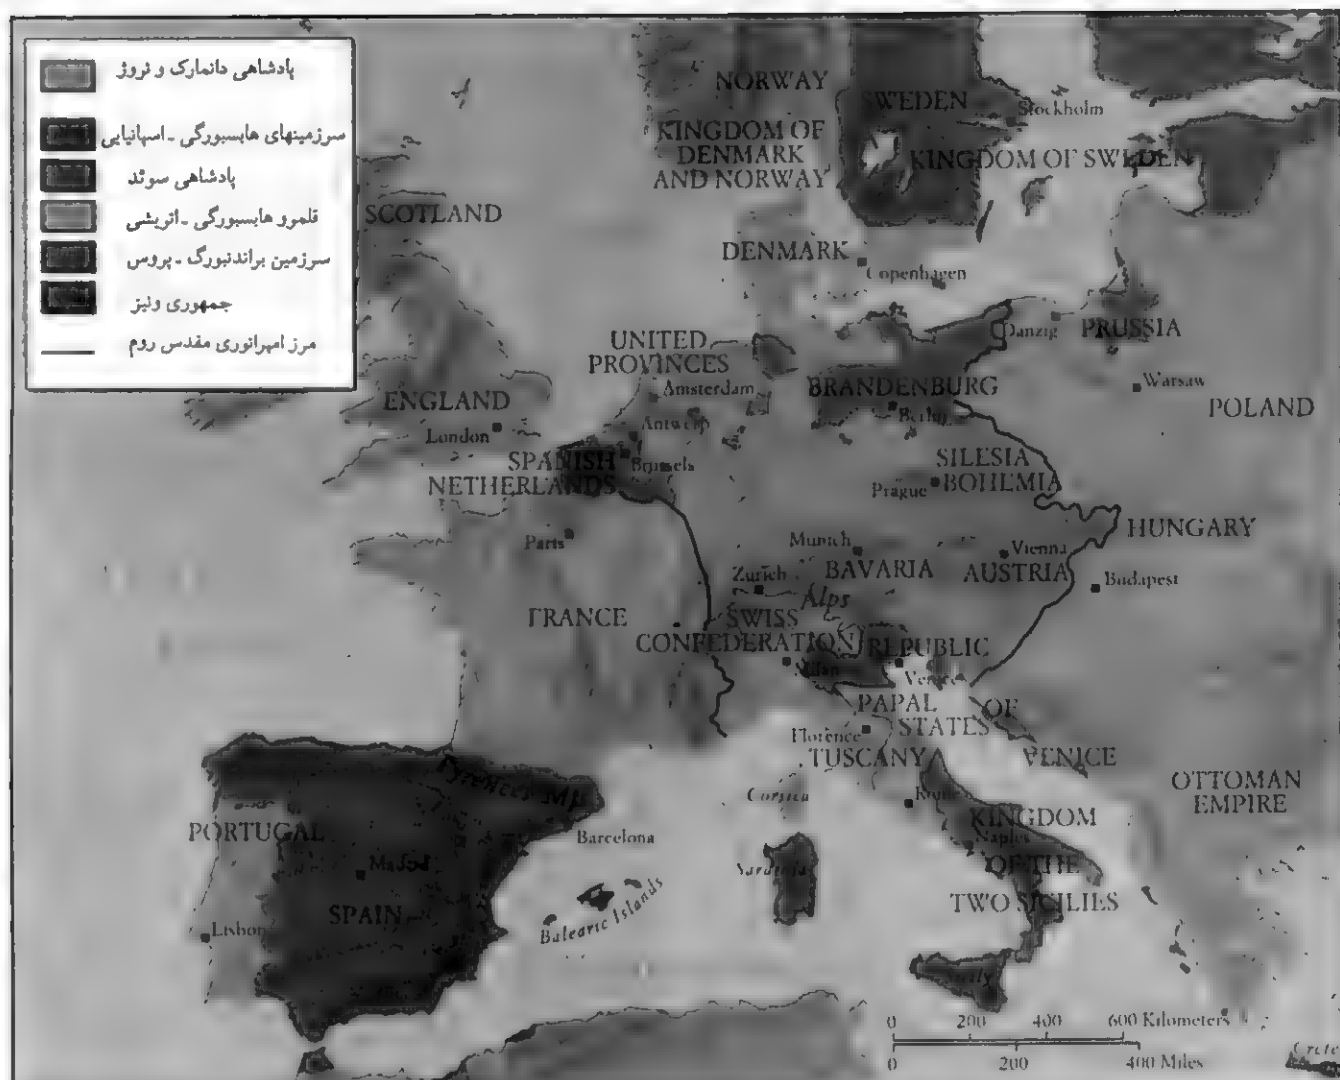 پادشاهی دانمارک و نروژ
سرزمینهای هابسبورگی ـ اسپانیایی
پادشاهی سوئد
قلمرو هابسبورگی ـ اتریشی
سرزمین براندنبورگ ـ پروس
جمهوری ونیز
مرز امپراتوری مقدس روم
NORWAY
KINGDOM OF
DENMARK
AND NORWAY
SWEDEN
Stockholm
KINGDOM OF SWEDEN
SCOTLAND
DENMARK
Copenhagen
UNITED
PROVINCES
Amsterdam
Danzig
PRUSSIA
BRANDENBURG
Berlin
Warsaw
POLAND
ENGLAND
London
Antwerp
SPANISH
NETHERLANDS
Brussels
SILESIA
BOHEMIA
Prague
HUNGARY
Paris
Munich
BAVARIA
Vienna
AUSTRIA
Budapest
Zurich
Alps
FRANCE
SWISS
CONFEDERATION
Milan
REPUBLIC
OF
VENICE
Venice
PAPAL
STATES
Florence
TUSCANY
OTTOMAN
EMPIRE
Pyrenees Mts
Corsica
Rome
KINGDOM
OF THE
TWO SICILIES
Naples
PORTUGAL
Barcelona
Madrid
Sardinia
SPAIN
Lisbon
Balearic Islands
Sicily
0 200 400 600 Kilometers
0 200 400 Miles
Crete